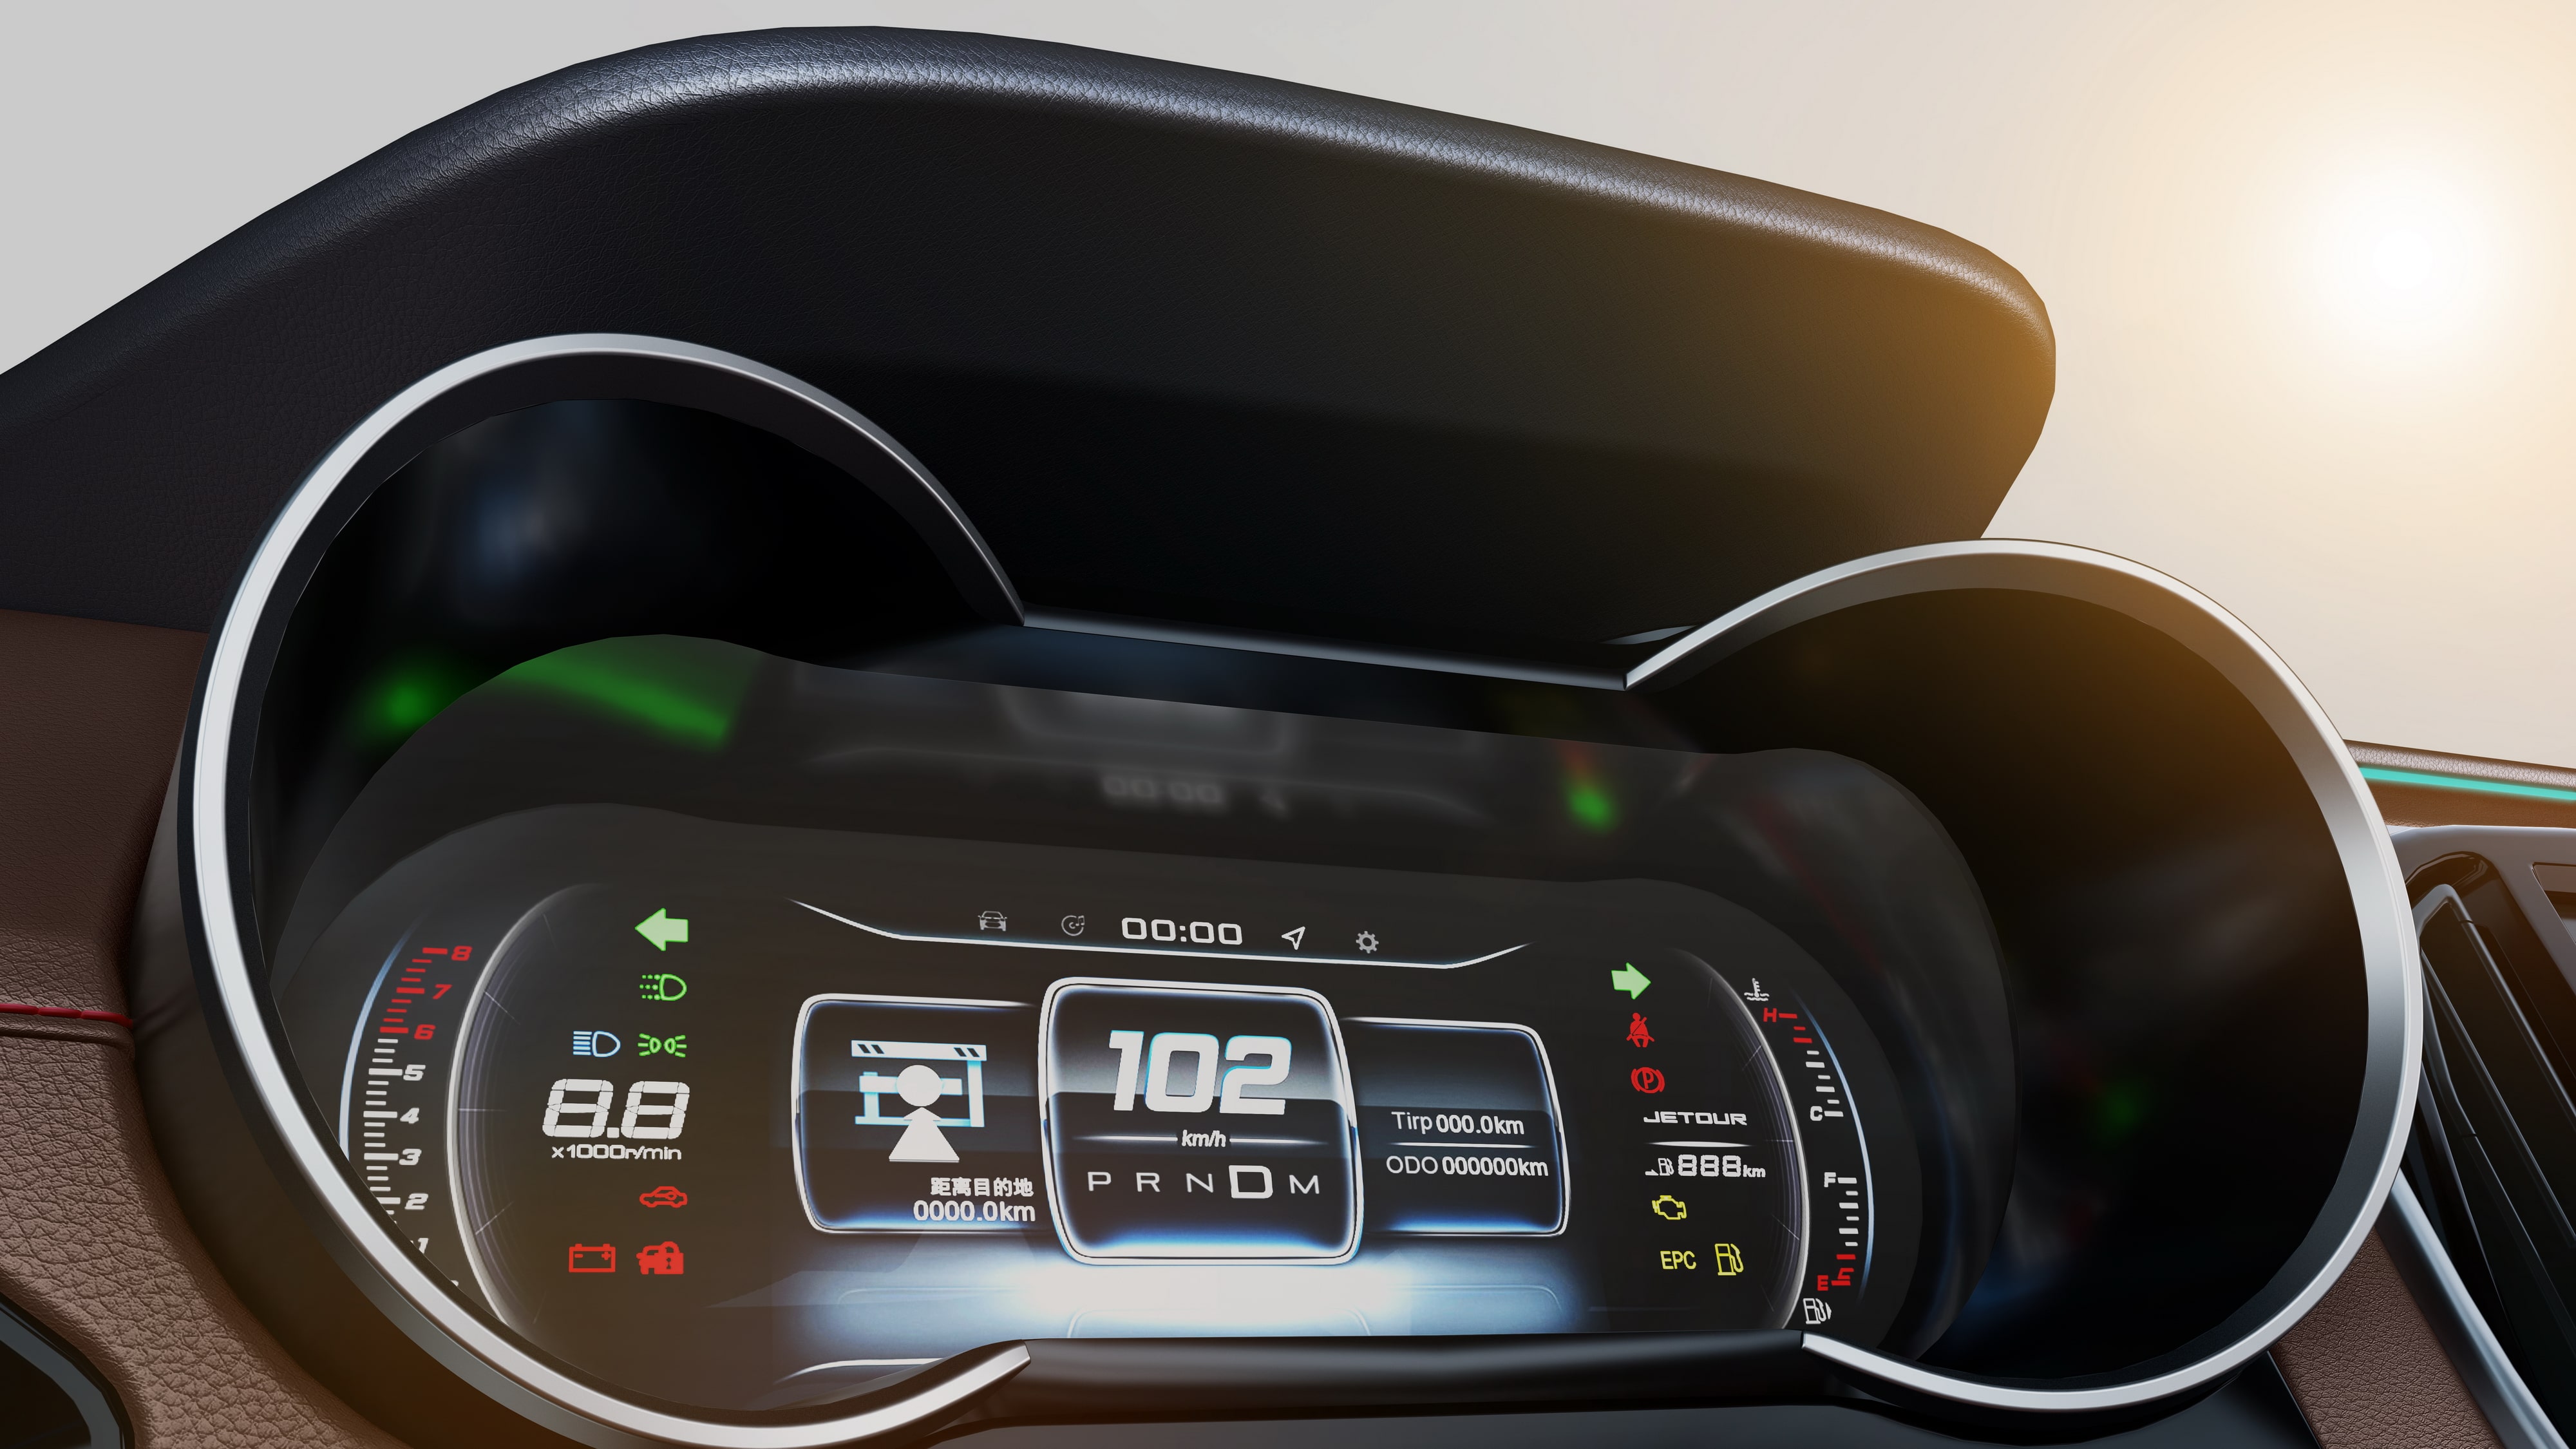 00:00
8
7
6
5
4
3
2
1
8.8
x1000r/min
距离目的地
0000.0km
102
km/h
P R N D M
Tirp 000.0km
ODO 000000km
P
JETOUR
888km
EPC
H
C
F
E